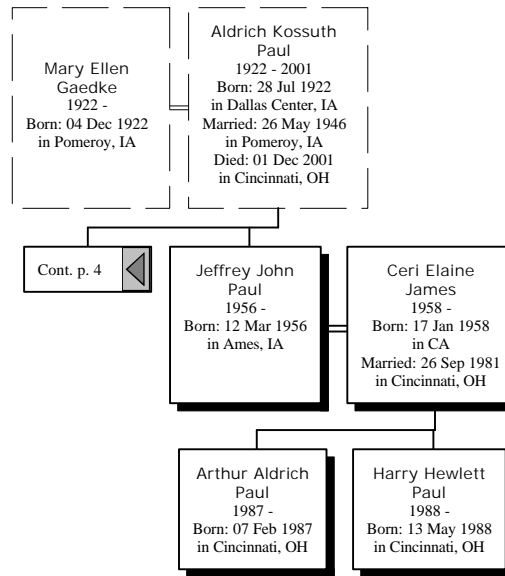 Mary Ellen
Gaedke
1922 -
Born: 04 Dec 1922
in Pomeroy, IA
Aldrich Kossuth
Paul
1922 - 2001
Born: 28 Jul 1922
in Dallas Center, IA
Married: 26 May 1946
in Pomeroy, IA
Died: 01 Dec 2001
in Cincinnati, OH
Cont. p. 4
Jeffrey John
Paul
1956 -
Born: 12 Mar 1956
in Ames, IA
Ceri Elaine
James
1958 -
Born: 17 Jan 1958
in CA
Married: 26 Sep 1981
in Cincinnati, OH
Arthur Aldrich
Paul
1987 -
Born: 07 Feb 1987
in Cincinnati, OH
Harry Hewlett
Paul
1988 -
Born: 13 May 1988
in Cincinnati, OH